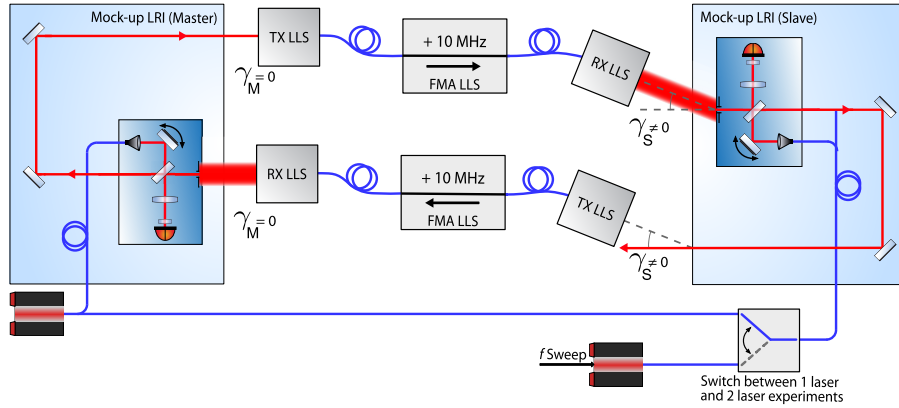 Mock-up LRI (Master)
TX LLS
γM = 0
+ 10 MHz
FMA LLS
RX LLS
γS ≠ 0
Mock-up LRI (Slave)
RX LLS
γM = 0
+ 10 MHz
FMA LLS
TX LLS
γS ≠ 0
f Sweep
Switch between 1 laser
and 2 laser experiments